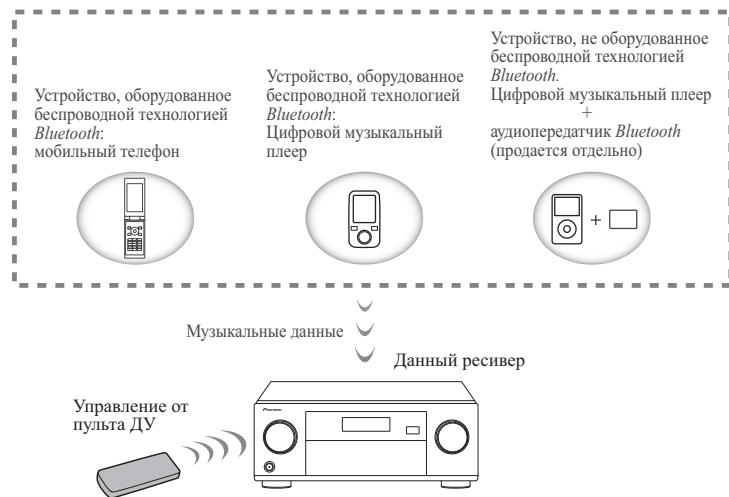 Устройство, оборудованное
беспроводной технологией
Bluetooth:
мобильный телефон
Устройство, оборудованное
беспроводной технологией
Bluetooth:
Цифровой музыкальный
плеер
Устройство, не оборудованное
беспроводной технологией
Bluetooth.
Цифровой музыкальный плеер
+
аудиопередатчик Bluetooth
(продается отдельно)
+
Музыкальные данные
Данный ресивер
Pioneer
Управление от
пульта ДУ